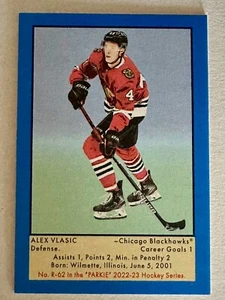 4
ALEX VLASIC –Chicago Blackhawks®
Defense. Career Goals 1
Assists 1, Points 2, Min. in Penalty 2
Born: Wilmette, Illinois, June 5, 2001
No. R-62 in the "PARKIE" 2022-23 Hockey Series.